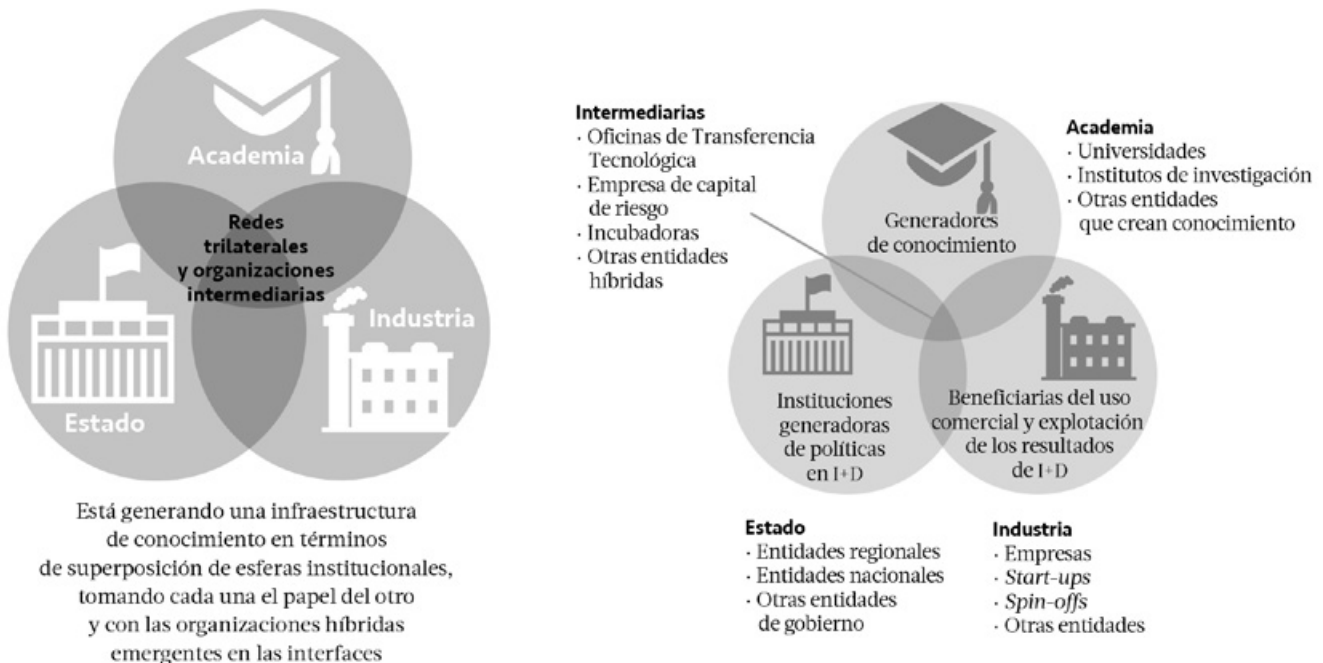 Academia
Redes
trilaterales
y organizaciones
intermediarias
Industria
Estado
Está generando una infraestructura
de conocimiento en términos
de superposición de esferas institucionales,
tomando cada una el papel del otro
y con las organizaciones híbridas
emergentes en las interfaces
Intermediarias
· Oficinas de Transferencia
Tecnológica
· Empresa de capital
de riesgo
· Incubadoras
· Otras entidades
híbridas
Academia
· Universidades
· Institutos de investigación
· Otras entidades
que crean conocimiento
Generadores
de conocimiento
Instituciones
generadoras
de políticas
en I+D
Beneficiarias del uso
comercial y explotación
de los resultados
de I+D
Estado
· Entidades regionales
· Entidades nacionales
· Otras entidades
de gobierno
Industria
· Empresas
· Start-ups
· Spin-offs
· Otras entidades